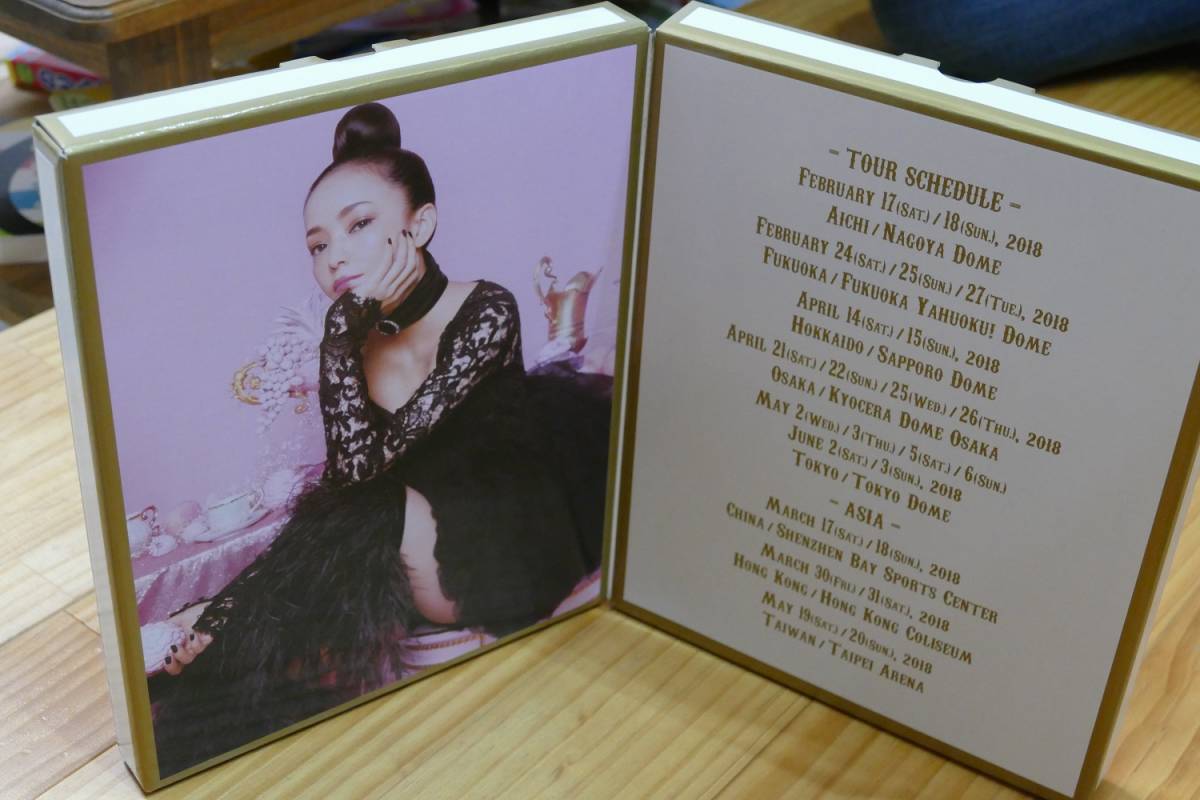 - TOUR SCHEDULE -
FEBRUARY 17(SAT.) / 18(SUN.), 2018
AICHI / NAGOYA DOME
FEBRUARY 24(SAT.) / 25(SUN.) / 27(TUE.), 2018
FUKUOKA / FUKUOKA YAHUOKU! DOME
APRIL 14(SAT.) / 15(SUN.), 2018
HOKKAIDO / SAPPORO DOME
APRIL 21(SAT.) / 22(SUN.) / 25(WED.) / 26(THU.), 2018
OSAKA / KYOCERA DOME OSAKA
MAY 2(WED.) / 3(THU.) / 5(SAT.) / 6(SUN.)
JUNE 2(SAT.) / 3(SUN.), 2018
TOKYO / TOKYO DOME
- ASIA -
MARCH 17(SAT.) / 18(SUN.), 2018
CHINA / SHENZHEN BAY SPORTS CENTER
MARCH 30(FRI.) / 31(SAT.), 2018
HONG KONG / HONG KONG COLISEUM
MAY 19(SAT.) / 20(SUN.), 2018
TAIWAN / TAIPEI ARENA